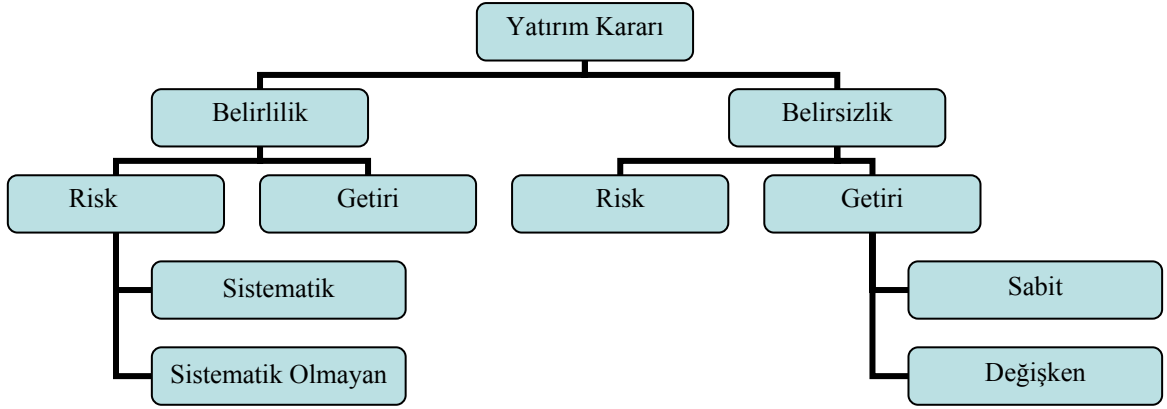 Yatırım Kararı
Belirlilik
Belirsizlik
Risk
Getiri
Risk
Getiri
Sistematik
Sabit
Sistematik Olmayan
Değişken